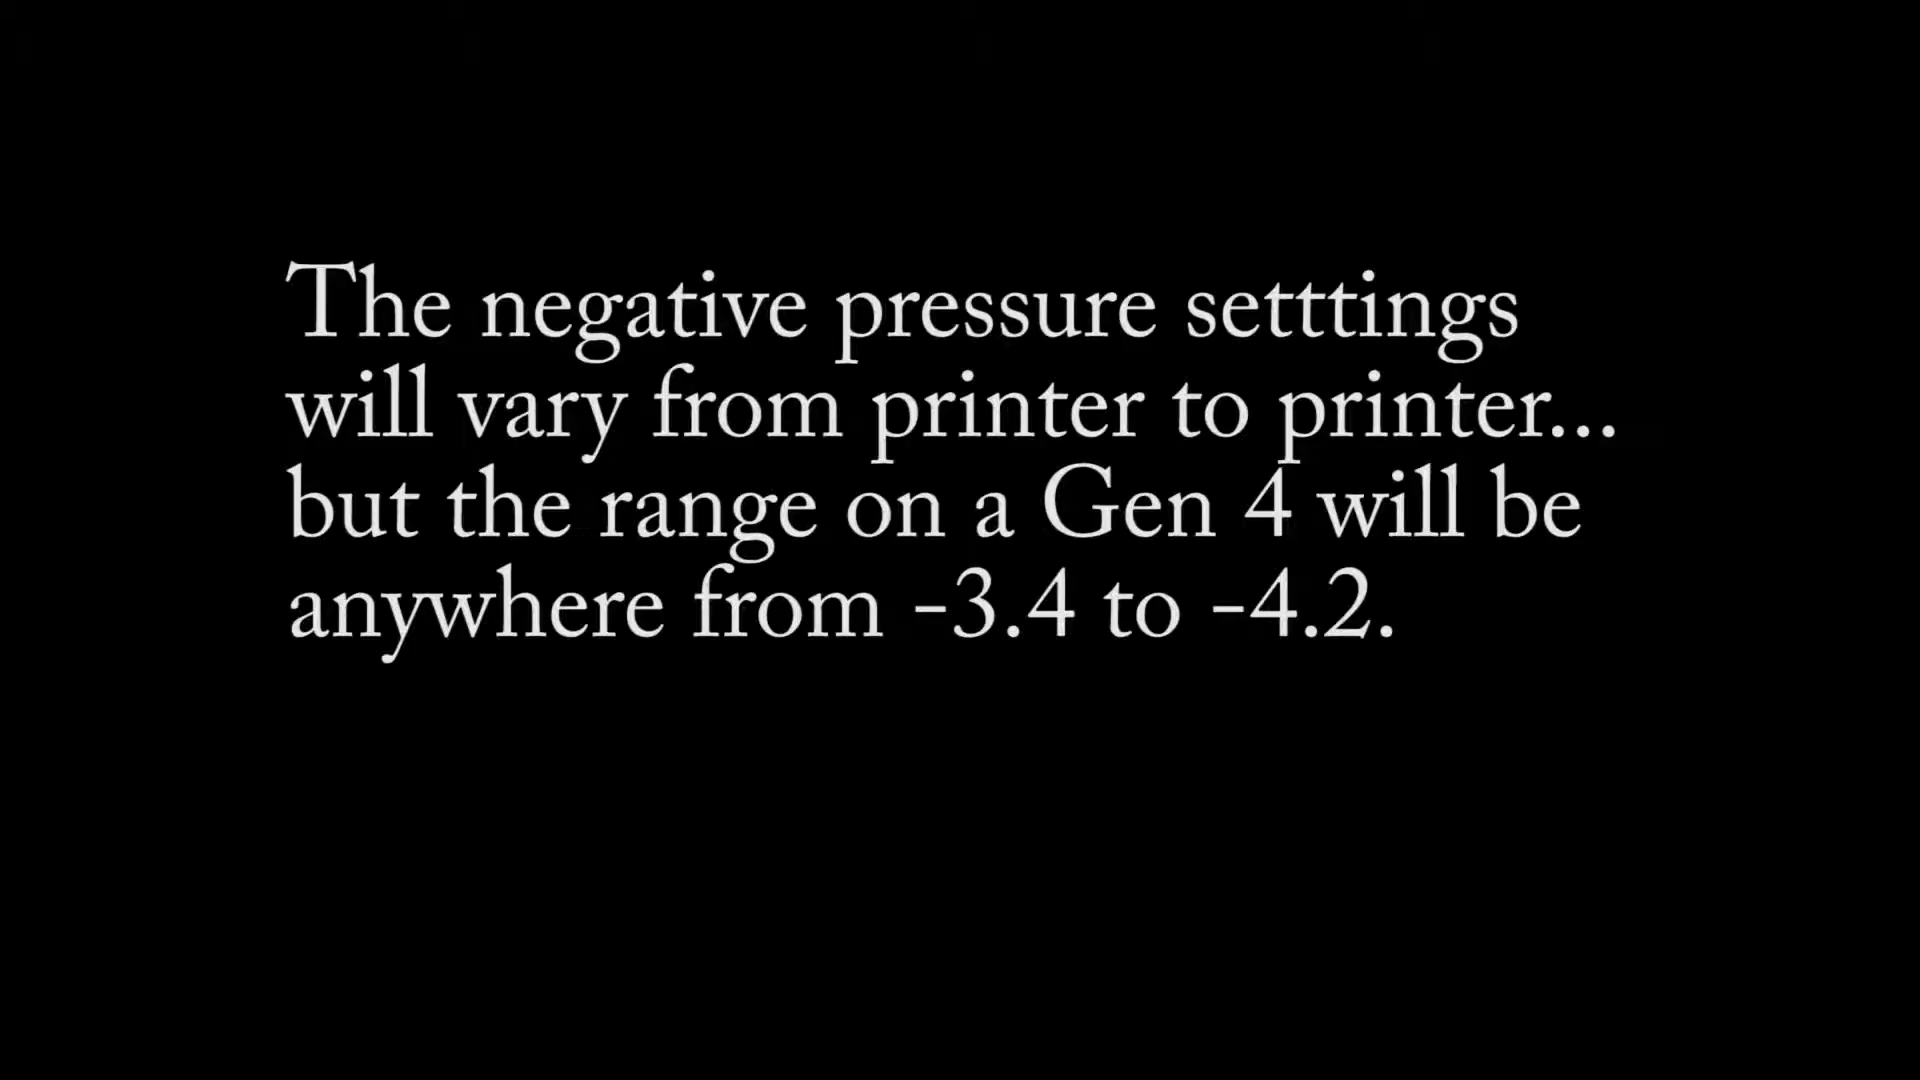 The negative pressure setttings
will vary from printer to printer...
but the range on a Gen 4 will be
anywhere from -3.4 to -4.2.